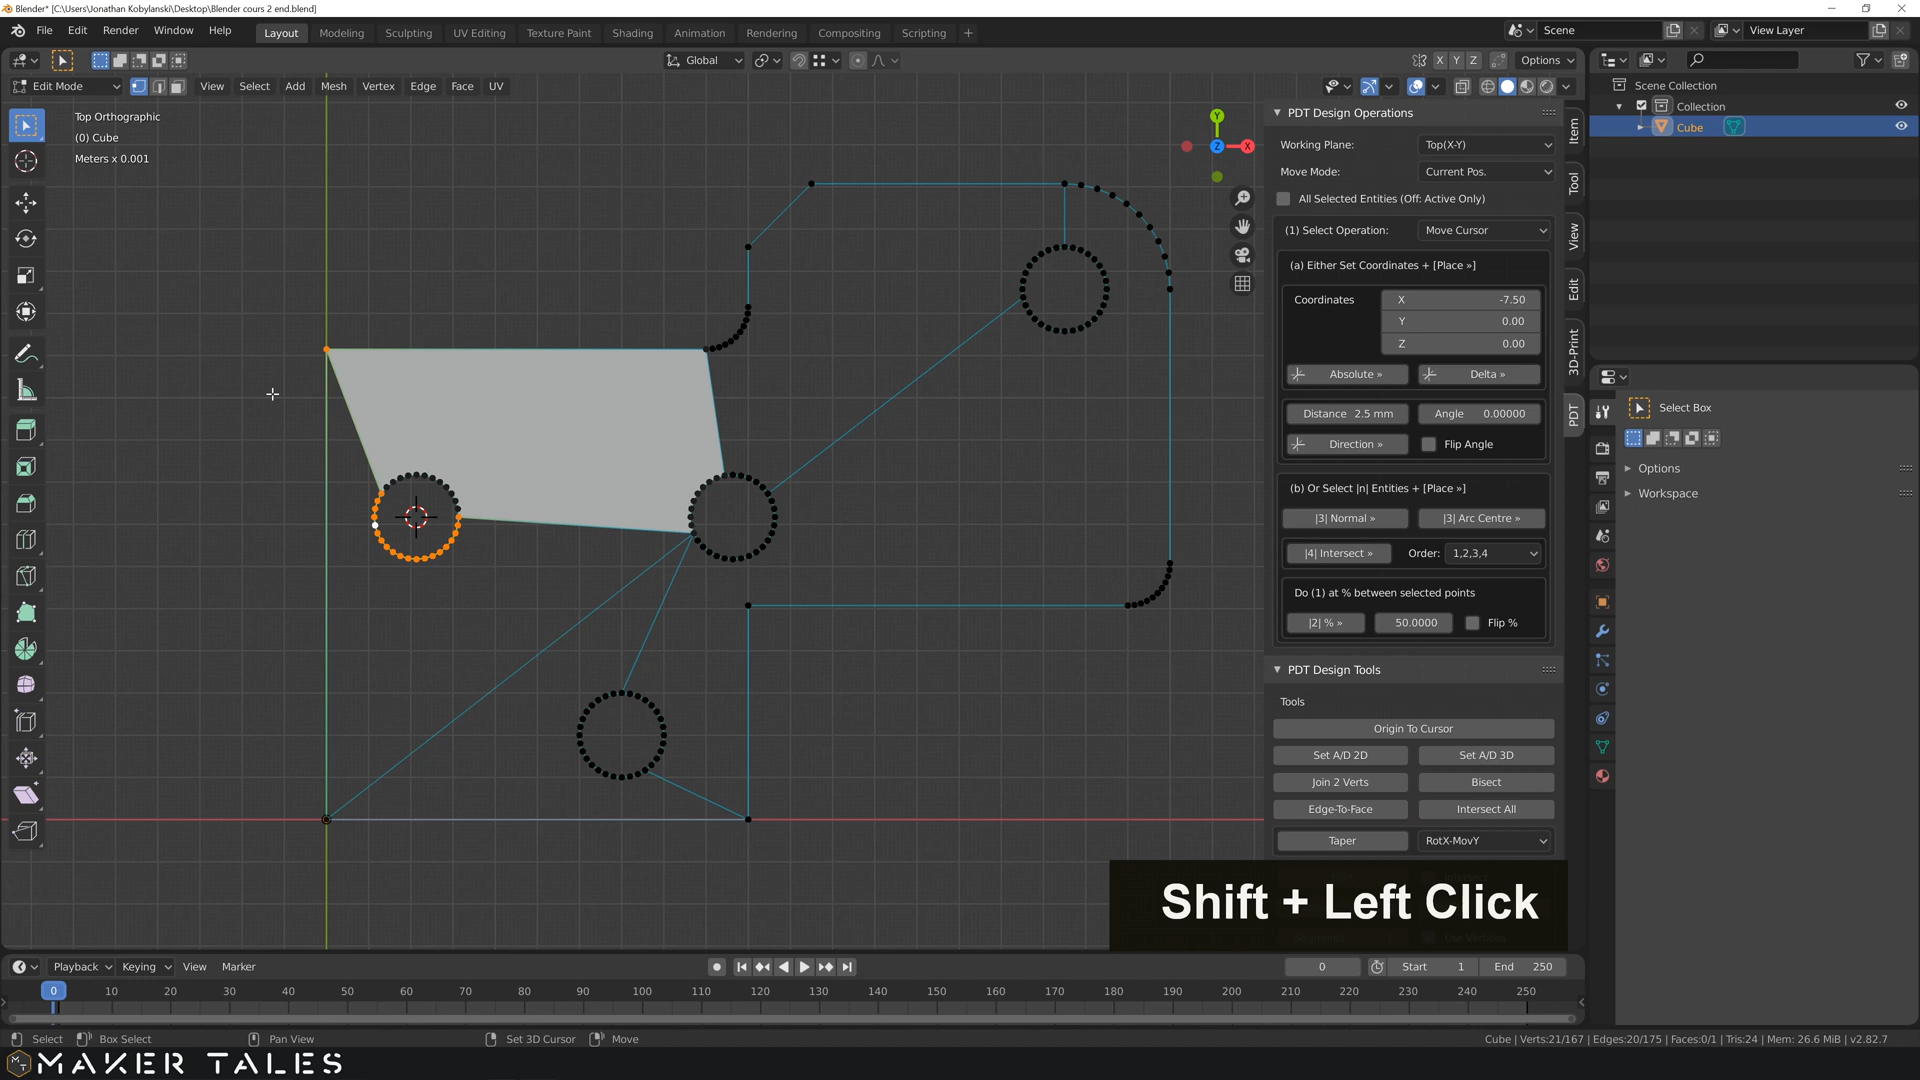 Blender* [C:\Users\Jonathan Kobylanski\Desktop\Blender cours 2 end.blend]
File Edit Render Window Help
Layout Modeling Sculpting UV Editing Texture Paint Shading Animation Rendering Compositing Scripting +
Scene
View Layer
Global
X Y Z
Options
Edit Mode
View Select Add Mesh Vertex Edge Face UV
Scene Collection
Collection
Cube
Top Orthographic
(0) Cube
Meters x 0.001
Y
Z
X
PDT Design Operations
Working Plane: Top(X-Y)
Move Mode: Current Pos.
All Selected Entities (Off: Active Only)
(1) Select Operation: Move Cursor
(a) Either Set Coordinates + [Place »]
Coordinates X -7.50
Y 0.00
Z 0.00
Absolute » Delta »
Distance 2.5 mm Angle 0.00000
Direction » Flip Angle
(b) Or Select |n| Entities + [Place »]
|3| Normal » |3| Arc Centre »
|4| Intersect » Order: 1,2,3,4
Do (1) at % between selected points
|2| % » 50.0000 Flip %
PDT Design Tools
Tools
Origin To Cursor
Set A/D 2D Set A/D 3D
Join 2 Verts Bisect
Edge-To-Face Intersect All
Taper RotX-MovY
Item
Tool
View
Edit
3D-Print
PDT
Select Box
Options
Workspace
Shift + Left Click
Playback Keying View Marker
0 Start 1 End 250
0 10 20 30 40 50 60 70 80 90 100 110 120 130 140 150 160 170 180 190 200 210 220 230 240 250
Select Box Select Pan View Set 3D Cursor Move
Cube | Verts:21/167 | Edges:20/175 | Faces:0/1 | Tris:24 | Mem: 26.6 MiB | v2.82.7
MAKER TALES